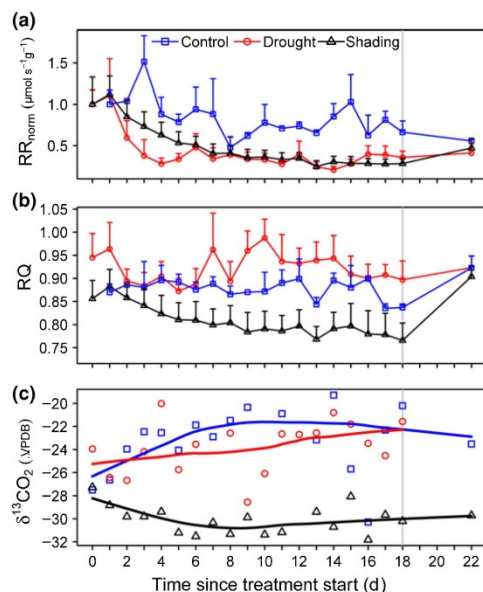 (a)
Control Drought Shading
RRnorm (μmol s⁻¹g⁻¹)
1.5
1.0
0.5
(b)
RQ
1.05
1.00
0.95
0.90
0.85
0.80
0.75
(c)
δ¹³CO₂ (.VPDB)
−20
−22
−24
−26
−28
−30
−32
0 2 4 6 8 10 12 14 16 18 22
Time since treatment start (d)